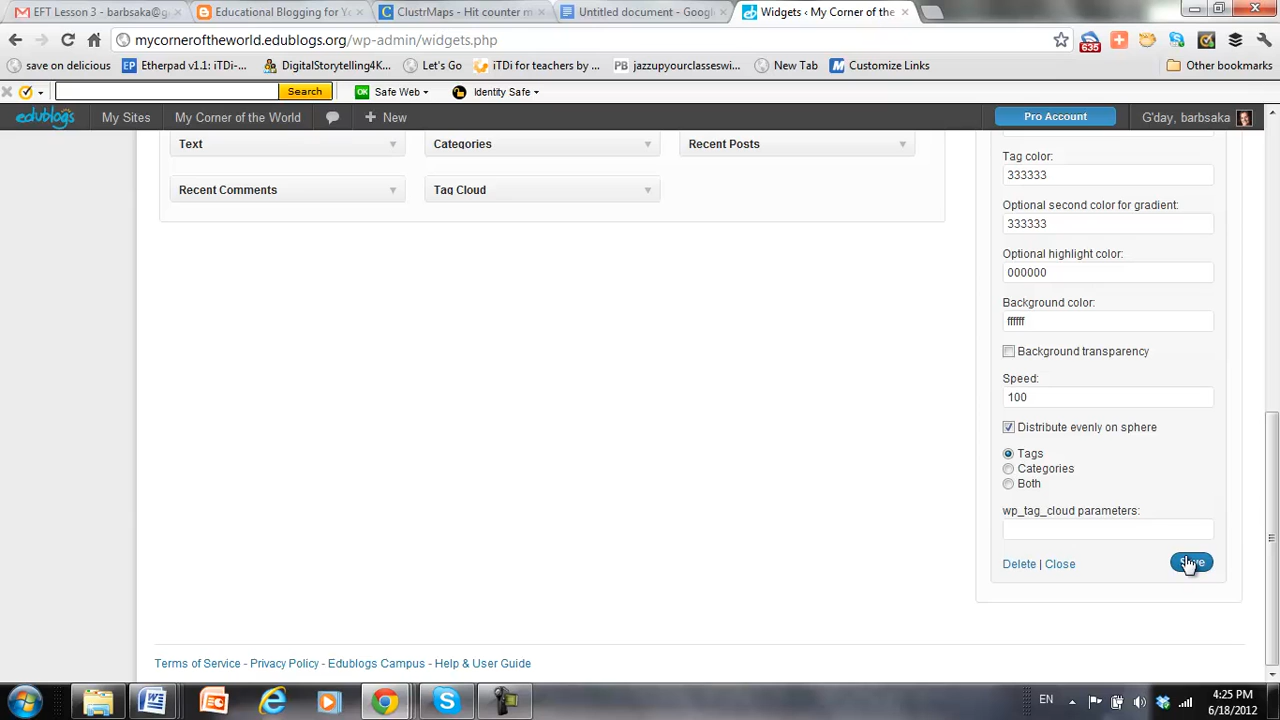 EFT Lesson 3 - barbsaka@g
Educational Blogging for Y
ClustrMaps - Hit counter m
Untitled document - Googl
Widgets ‹ My Corner of the
mycorneroftheworld.edublogs.org/wp-admin/widgets.php
635
save on delicious
Etherpad v1.1: iTDi-...
DigitalStorytelling4K...
Let's Go
iTDi for teachers by ...
PB jazzupyourclasseswi...
New Tab
Customize Links
Other bookmarks
Search
OK Safe Web
Identity Safe
edublogs
My Sites
My Corner of the World
+ New
Pro Account
G'day, barbsaka
Text
Categories
Recent Posts
Recent Comments
Tag Cloud
Tag color:
333333
Optional second color for gradient:
333333
Optional highlight color:
000000
Background color:
ffffff
Background transparency
Speed:
100
Distribute evenly on sphere
Tags
Categories
Both
wp_tag_cloud parameters:
Delete | Close
Save
Terms of Service - Privacy Policy - Edublogs Campus - Help & User Guide
EN
4:25 PM
6/18/2012